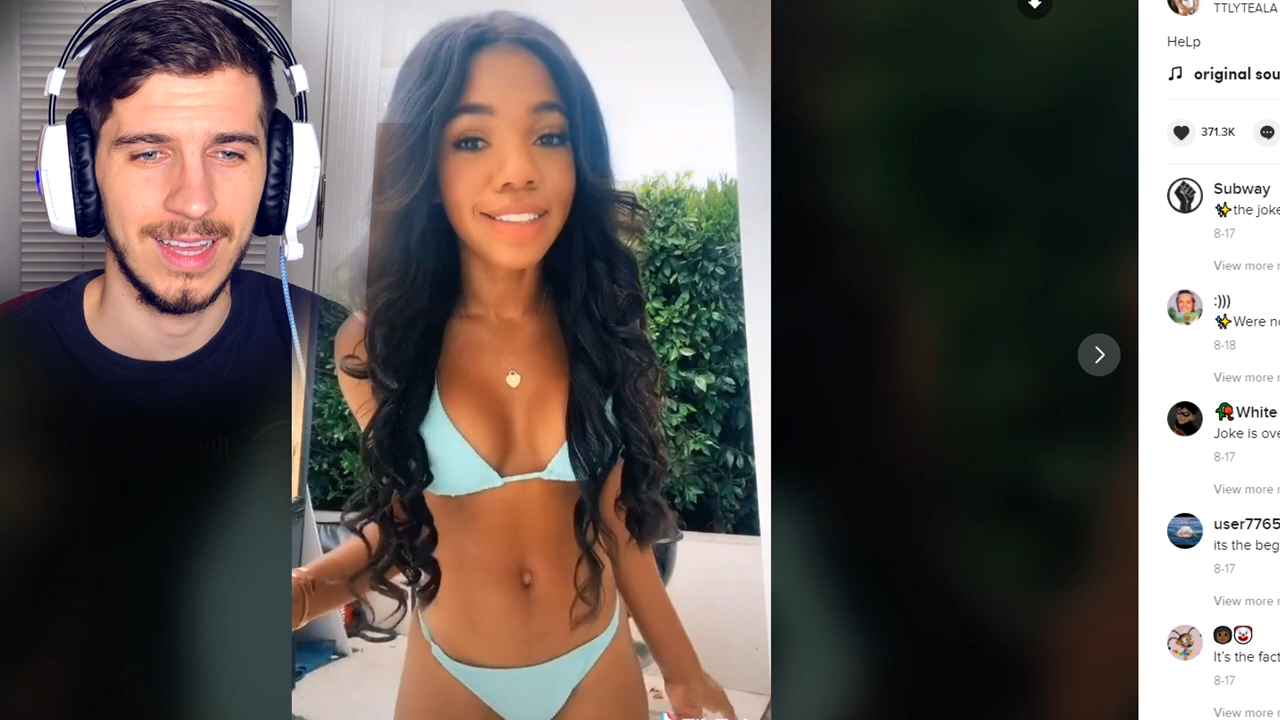 TTLYTEALA
HeLp
original sou
371.3K
Subway
the joke
8-17
View more r
:)))
Were no
8-18
View more r
White
Joke is ove
8-17
View more r
user7765
its the beg
8-17
View more r
It's the fact
8-17
View more r